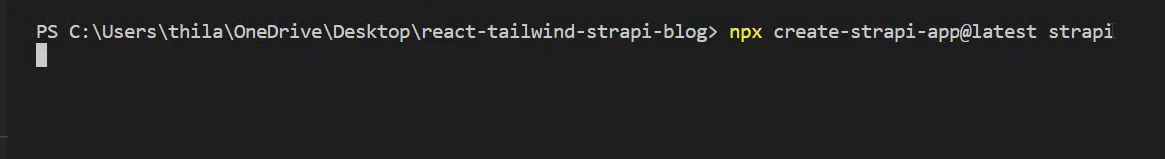 PS C:\Users\thila\OneDrive\Desktop\react-tailwind-strapi-blog> npx create-strapi-app@latest strapi